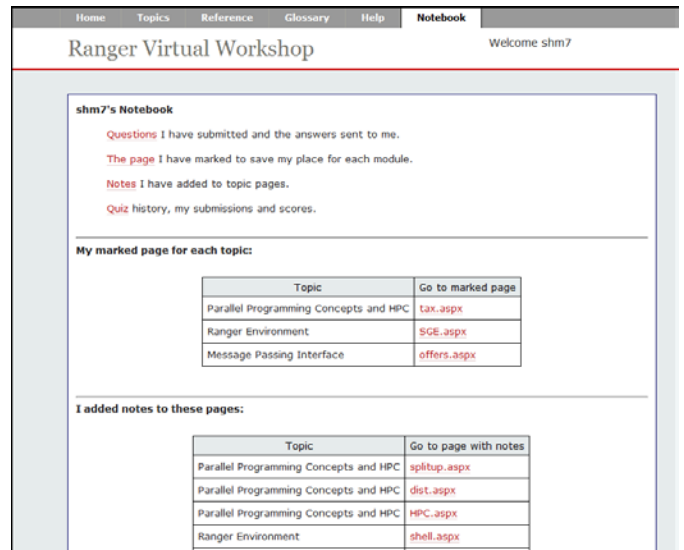 Home Topics Reference Glossary Help Notebook
Ranger Virtual Workshop
Welcome shm7
shm7's Notebook
Questions I have submitted and the answers sent to me.
The page I have marked to save my place for each module.
Notes I have added to topic pages.
Quiz history, my submissions and scores.
My marked page for each topic:
Topic Go to marked page
Parallel Programming Concepts and HPC tax.aspx
Ranger Environment SGE.aspx
Message Passing Interface offers.aspx
I added notes to these pages:
Topic Go to page with notes
Parallel Programming Concepts and HPC splitup.aspx
Parallel Programming Concepts and HPC dist.aspx
Parallel Programming Concepts and HPC HPC.aspx
Ranger Environment shell.aspx